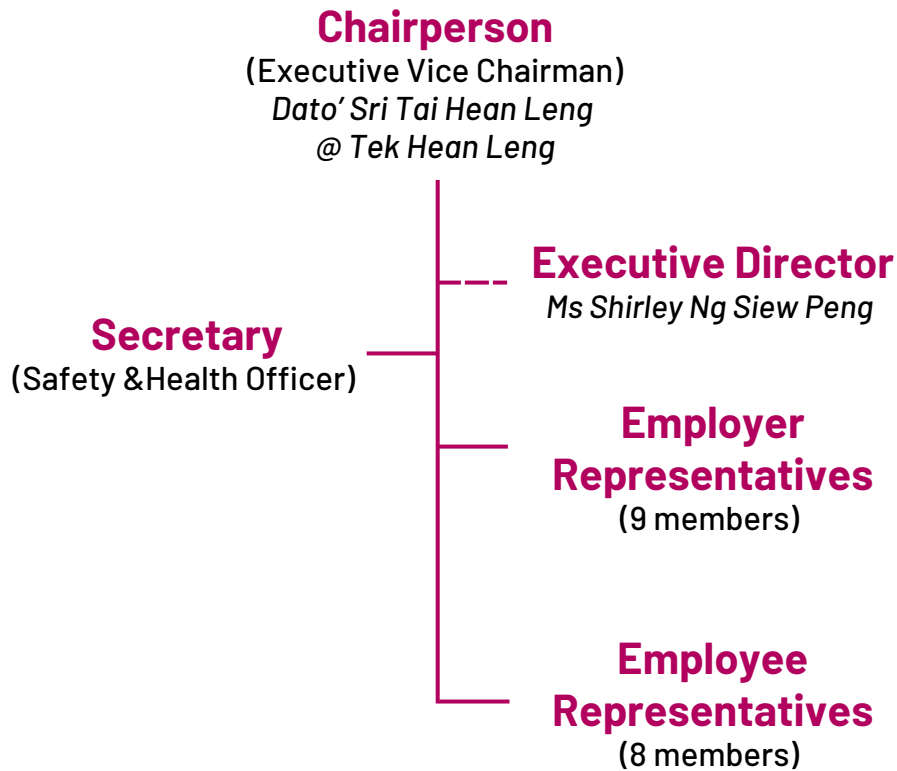 Chairperson
(Executive Vice Chairman)
Dato’ Sri Tai Hean Leng
@ Tek Hean Leng
Executive Director
Ms Shirley Ng Siew Peng
Secretary
(Safety &Health Officer)
Employer
Representatives
(9 members)
Employee
Representatives
(8 members)